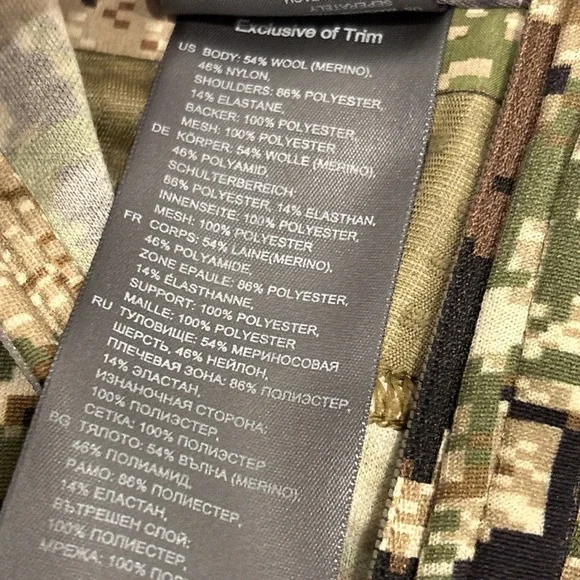 SEPERATELY
Exclusive of Trim
US BODY: 54% WOOL (MERINO),
46% NYLON,
SHOULDERS: 86% POLYESTER,
14% ELASTANE,
BACKER: 100% POLYESTER,
MESH: 100% POLYESTER
DE KÖRPER: 54% WOLLE (MERINO),
46% POLYAMID,
SCHULTERBEREICH:
86% POLYESTER, 14% ELASTHAN,
INNENSEITE: 100% POLYESTER,
MESH: 100% POLYESTER
FR CORPS: 54% LAINE(MERINO),
46% POLYAMIDE,
ZONE EPAULE: 86% POLYESTER,
14% ÉLASTHANNE,
SUPPORT: 100% POLYESTER,
MAILLE: 100% POLYESTER
RU ТУЛОВИЩЕ: 54% МЕРИНОСОВАЯ
ШЕРСТЬ, 46% НЕЙЛОН,
ПЛЕЧЕВАЯ ЗОНА: 86% ПОЛИЭСТЕР,
14% ЭЛАСТАН,
ИЗНАНОЧНАЯ СТОРОНА:
100% ПОЛИЭСТЕР,
СЕТКА: 100% ПОЛИЭСТЕР
BG ТЯЛОТО: 54% ВЪЛНА (MERINO),
46% ПОЛИАМИД,
РАМО: 86% ПОЛИЕСТЕР,
14% ЕЛАСТАН,
ВЪТРЕШЕН СЛОЙ:
100% ПОЛИЕСТЕР,
МРЕЖА: 100% ПОЛИЕСТЕР